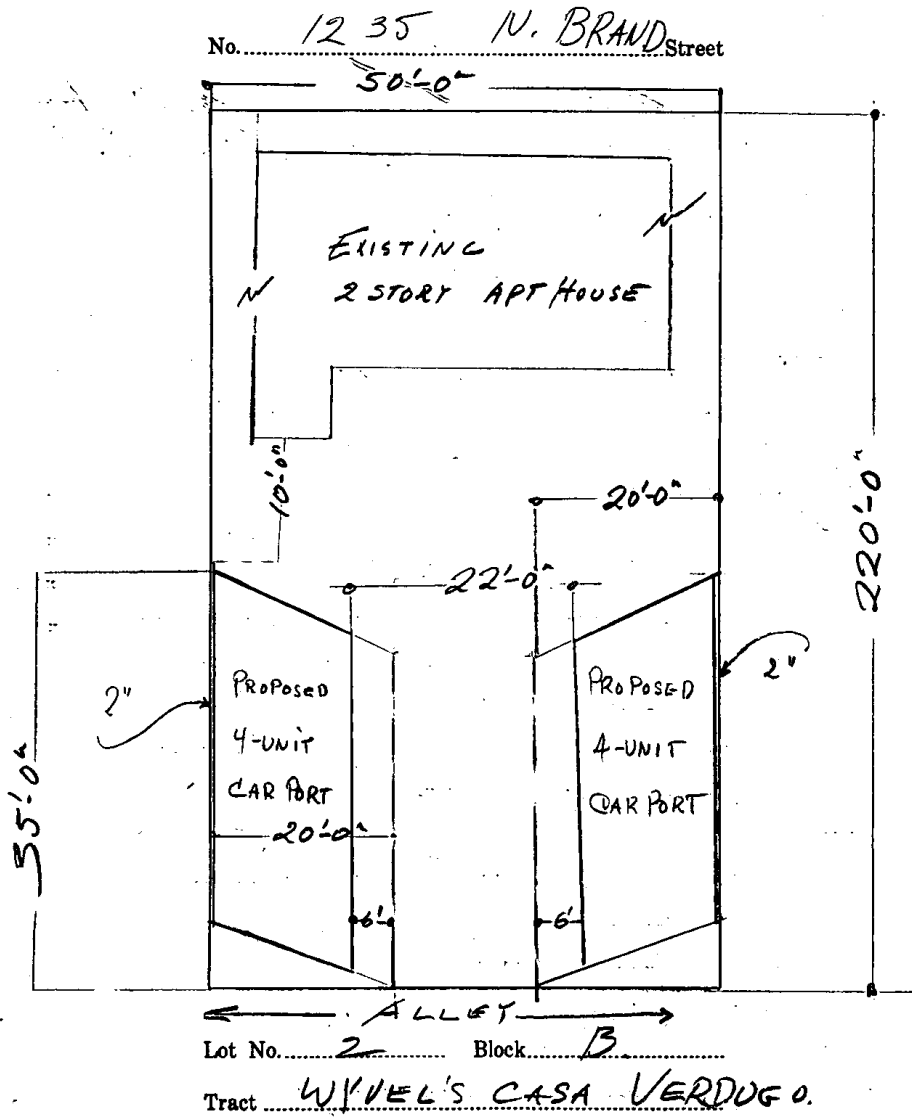 No. 1235 N. BRAND Street
50'-0"
EXISTING
2 STORY APT HOUSE
10'-0"
20'-0"
220'-0"
22'-0"
2"
2"
PROPOSED
4-UNIT
CAR PORT
PROPOSED
4-UNIT
CAR PORT
35'-0"
20'-0"
6'
6'
ALLEY
Lot No. 2 Block B.
Tract WYVEL'S CASA VERDUGO.